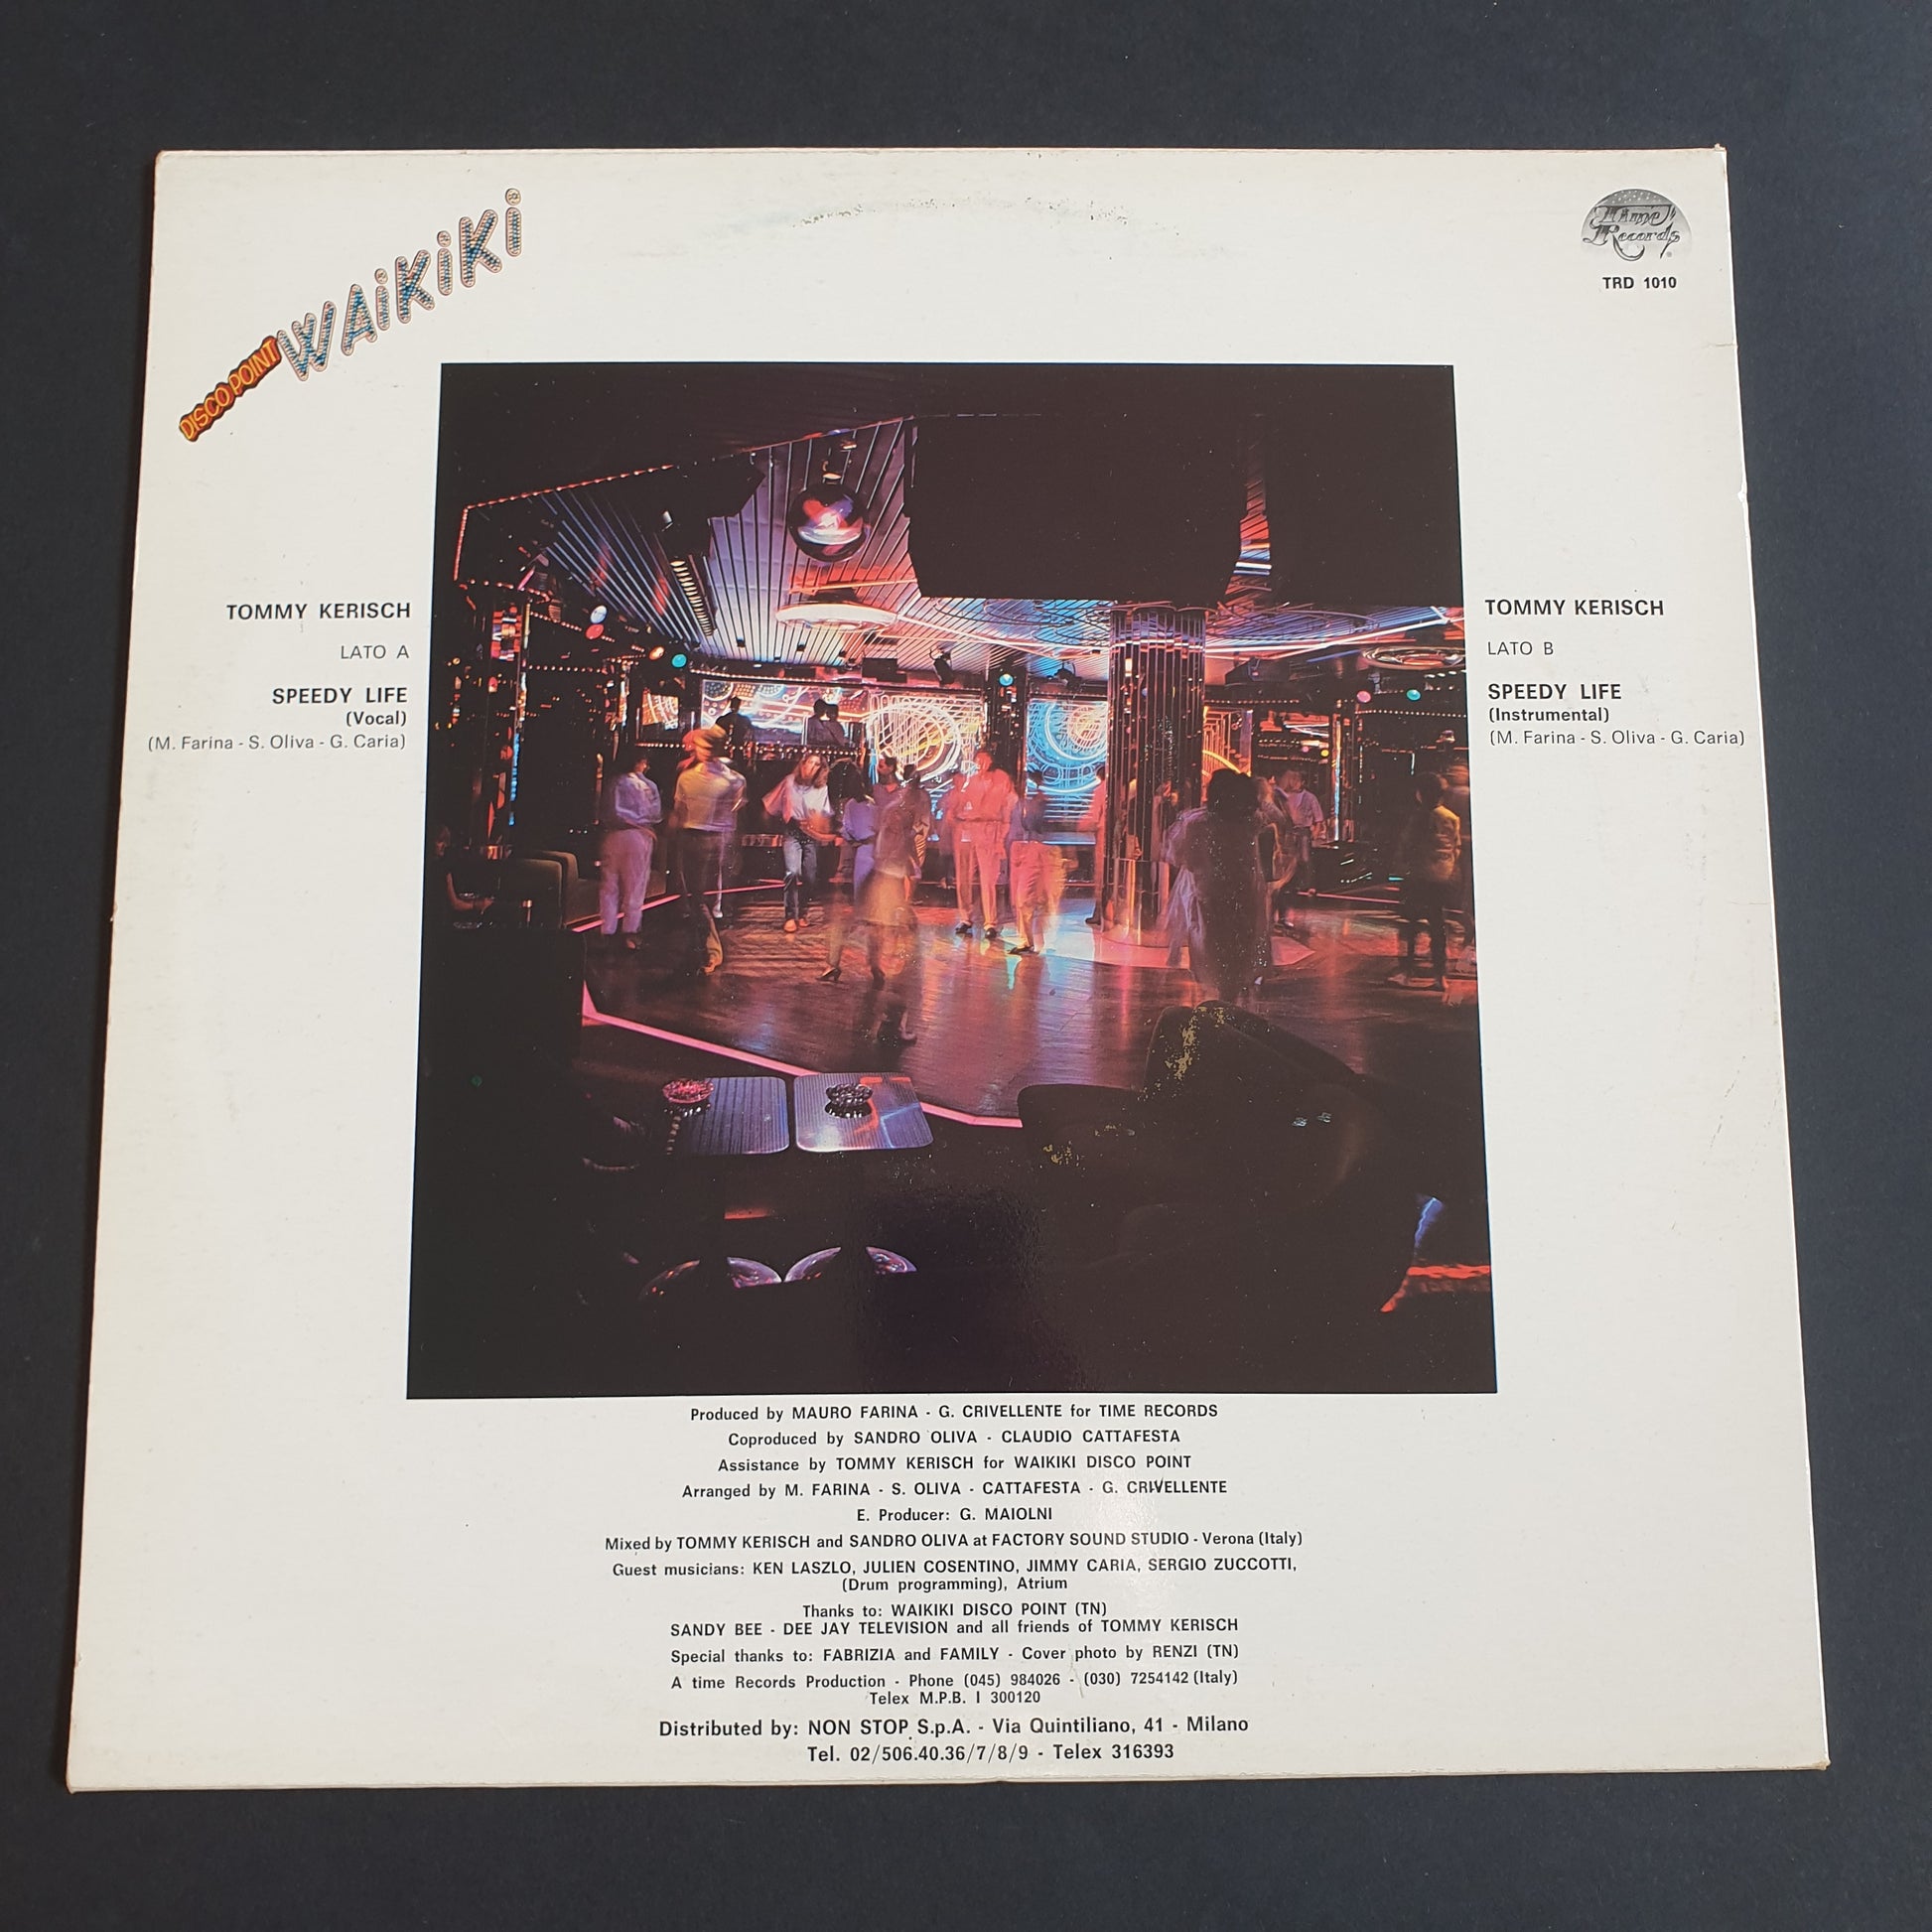 DISCO POINT WAiKiKi
Time Records
TRD 1010
TOMMY KERISCH
LATO A
SPEEDY LIFE
(Vocal)
(M. Farina - S. Oliva - G. Caria)
TOMMY KERISCH
LATO B
SPEEDY LIFE
(Instrumental)
(M. Farina - S. Oliva - G. Caria)
Produced by MAURO FARINA - G. CRIVELLENTE for TIME RECORDS
Coproduced by SANDRO OLIVA - CLAUDIO CATTAFESTA
Assistance by TOMMY KERISCH for WAIKIKI DISCO POINT
Arranged by M. FARINA - S. OLIVA - CATTAFESTA - G. CRIVELLENTE
E. Producer: G. MAIOLNI
Mixed by TOMMY KERISCH and SANDRO OLIVA at FACTORY SOUND STUDIO - Verona (Italy)
Guest musicians: KEN LASZLO, JULIEN COSENTINO, JIMMY CARIA, SERGIO ZUCCOTTI,
(Drum programming), Atrium
Thanks to: WAIKIKI DISCO POINT (TN)
SANDY BEE - DEE JAY TELEVISION and all friends of TOMMY KERISCH
Special thanks to: FABRIZIA and FAMILY - Cover photo by RENZI (TN)
A time Records Production - Phone (045) 984026 - (030) 7254142 (Italy)
Telex M.P.B. I 300120
Distributed by: NON STOP S.p.A. - Via Quintiliano, 41 - Milano
Tel. 02/506.40.36/7/8/9 - Telex 316393